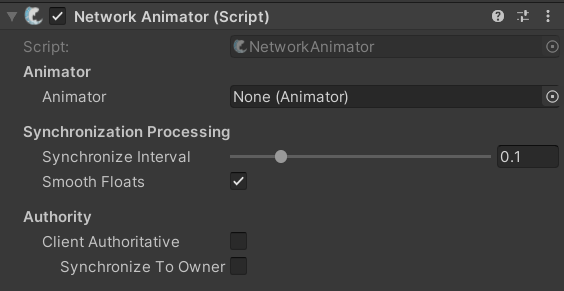 Network Animator (Script)
Script: NetworkAnimator
Animator
Animator None (Animator)
Synchronization Processing
Synchronize Interval 0.1
Smooth Floats
Authority
Client Authoritative
Synchronize To Owner